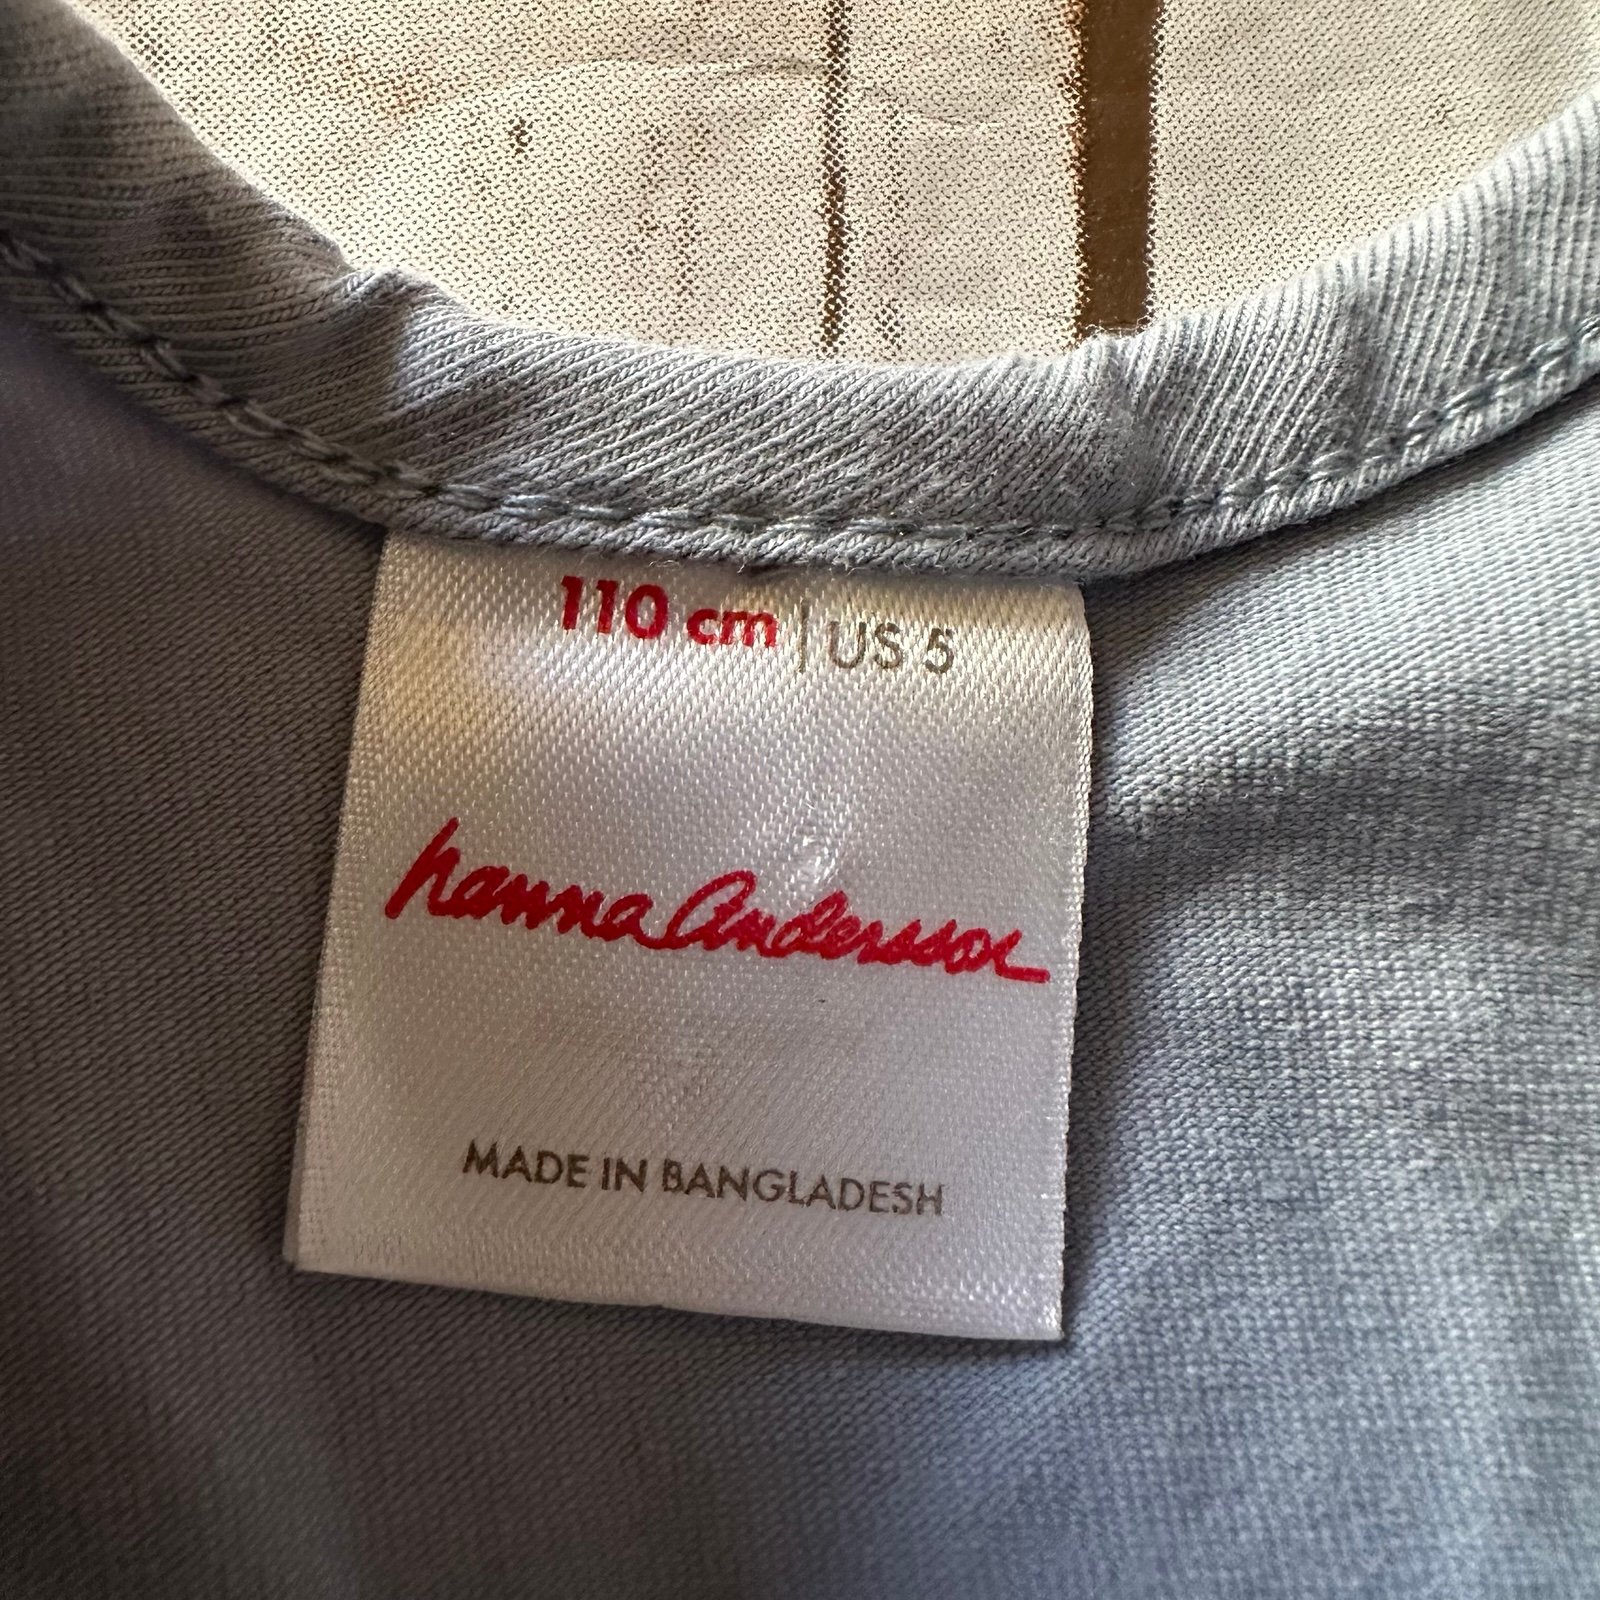 110 cm | US 5
hanna Andersson
MADE IN BANGLADESH